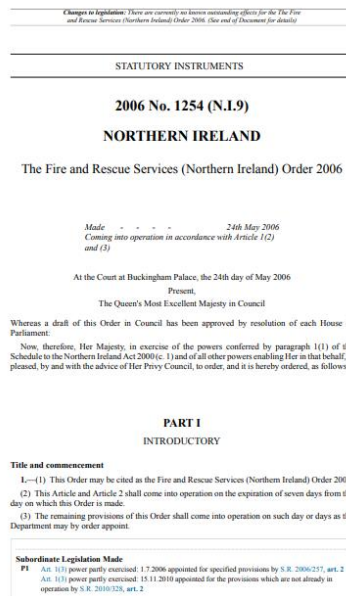 Changes to legislation: There are currently no known outstanding effects for the The Fire
and Rescue Services (Northern Ireland) Order 2006. (See end of Document for details)
STATUTORY INSTRUMENTS
2006 No. 1254 (N.I.9)
NORTHERN IRELAND
The Fire and Rescue Services (Northern Ireland) Order 2006
Made - - - - 24th May 2006
Coming into operation in accordance with Article 1(2)
and (3)
At the Court at Buckingham Palace, the 24th day of May 2006
Present,
The Queen's Most Excellent Majesty in Council
Whereas a draft of this Order in Council has been approved by resolution of each House
Parliament:
Now, therefore, Her Majesty, in exercise of the powers conferred by paragraph 1(1) of t
Schedule to the Northern Ireland Act 2000 (c. 1) and of all other powers enabling Her in that behalf,
pleased, by and with the advice of Her Privy Council, to order, and it is hereby ordered, as follows
PART I
INTRODUCTORY
Title and commencement
1.—(1) This Order may be cited as the Fire and Rescue Services (Northern Ireland) Order 200
(2) This Article and Article 2 shall come into operation on the expiration of seven days from t
day on which this Order is made.
(3) The remaining provisions of this Order shall come into operation on such day or days as t
Department may by order appoint.
Subordinate Legislation Made
P1 Art. 1(3) power partly exercised: 1.7.2006 appointed for specified provisions by S.R. 2006/257, art. 2
Art. 1(3) power partly exercised: 15.11.2010 appointed for the provisions which are not already in
operation by S.R. 2010/328, art. 2